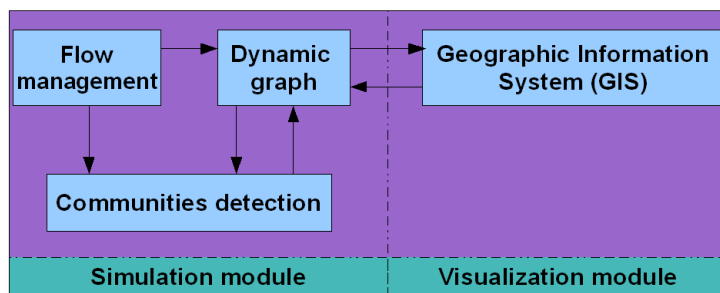 Flow
management
Dynamic
graph
Geographic Information
System (GIS)
Communities detection
Simulation module
Visualization module